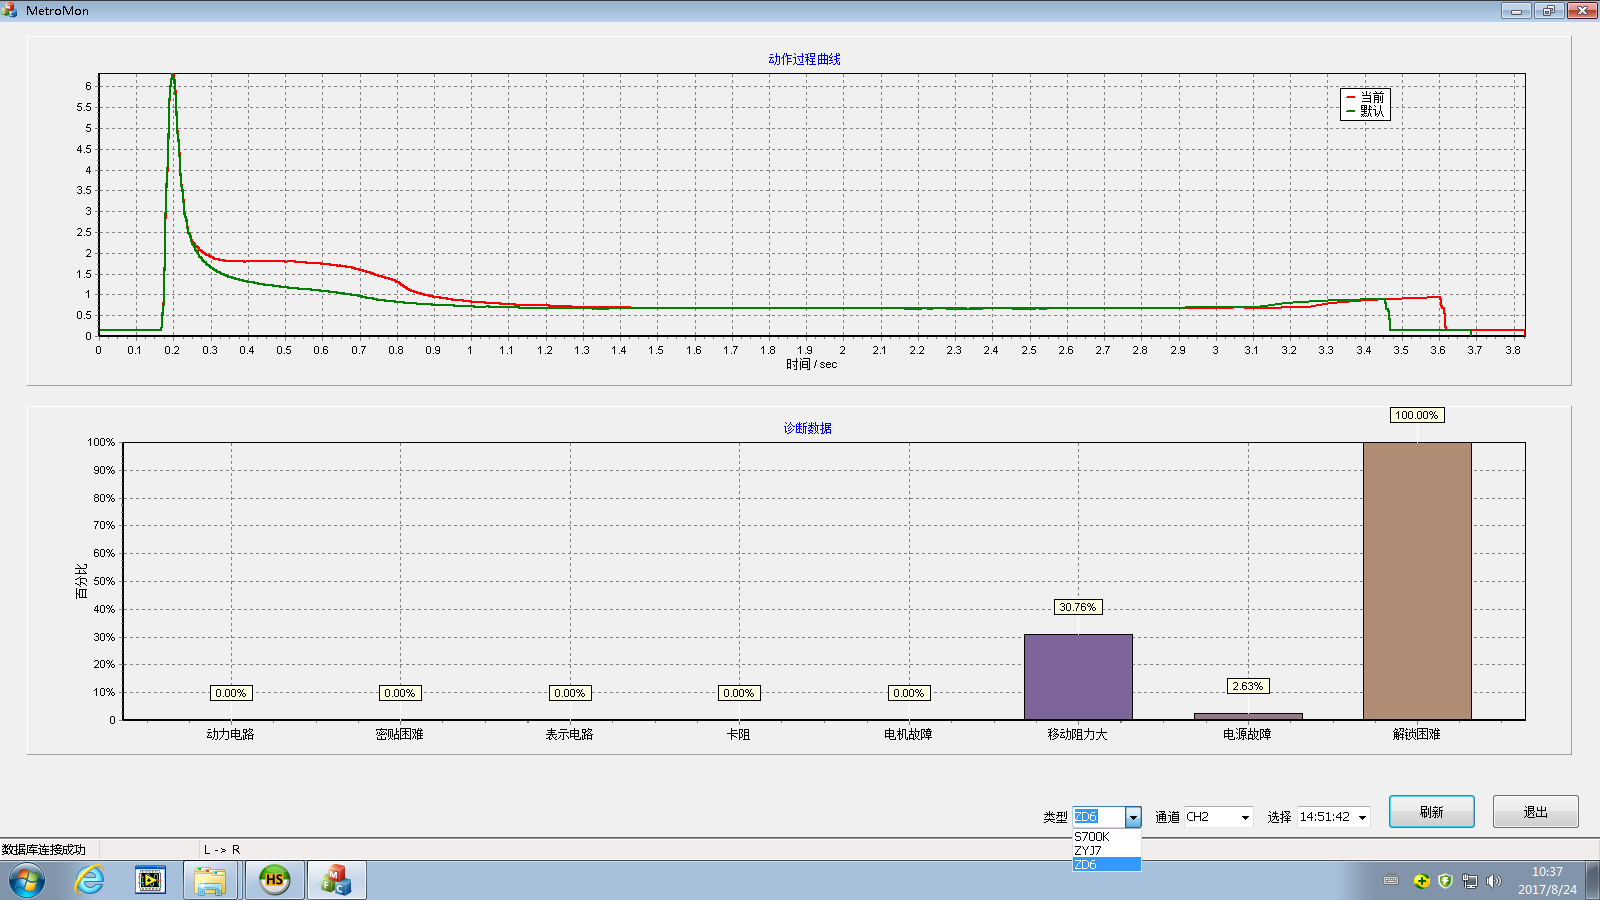 MetroMon
动作过程曲线
当前
默认
6
5.5
5
4.5
4
3.5
3
2.5
2
1.5
1
0.5
0
0 0.1 0.2 0.3 0.4 0.5 0.6 0.7 0.8 0.9 1 1.1 1.2 1.3 1.4 1.5 1.6 1.7 1.8 1.9 2 2.1 2.2 2.3 2.4 2.5 2.6 2.7 2.8 2.9 3 3.1 3.2 3.3 3.4 3.5 3.6 3.7 3.8
时间 / sec
诊断数据
100.00%
100%
90%
80%
70%
60%
50%
40%
30%
20%
10%
0
百分比
0.00% 0.00% 0.00% 0.00% 0.00% 30.76% 2.63%
动力电路 密贴困难 表示电路 卡阻 电机故障 移动阻力大 电源故障 解锁困难
类型 ZD6 通道 CH2 选择 14:51:42 刷新 退出
S700K
ZYJ7
ZD6
数据库连接成功 L -> R
HS
M F C
10:37
2017/8/24